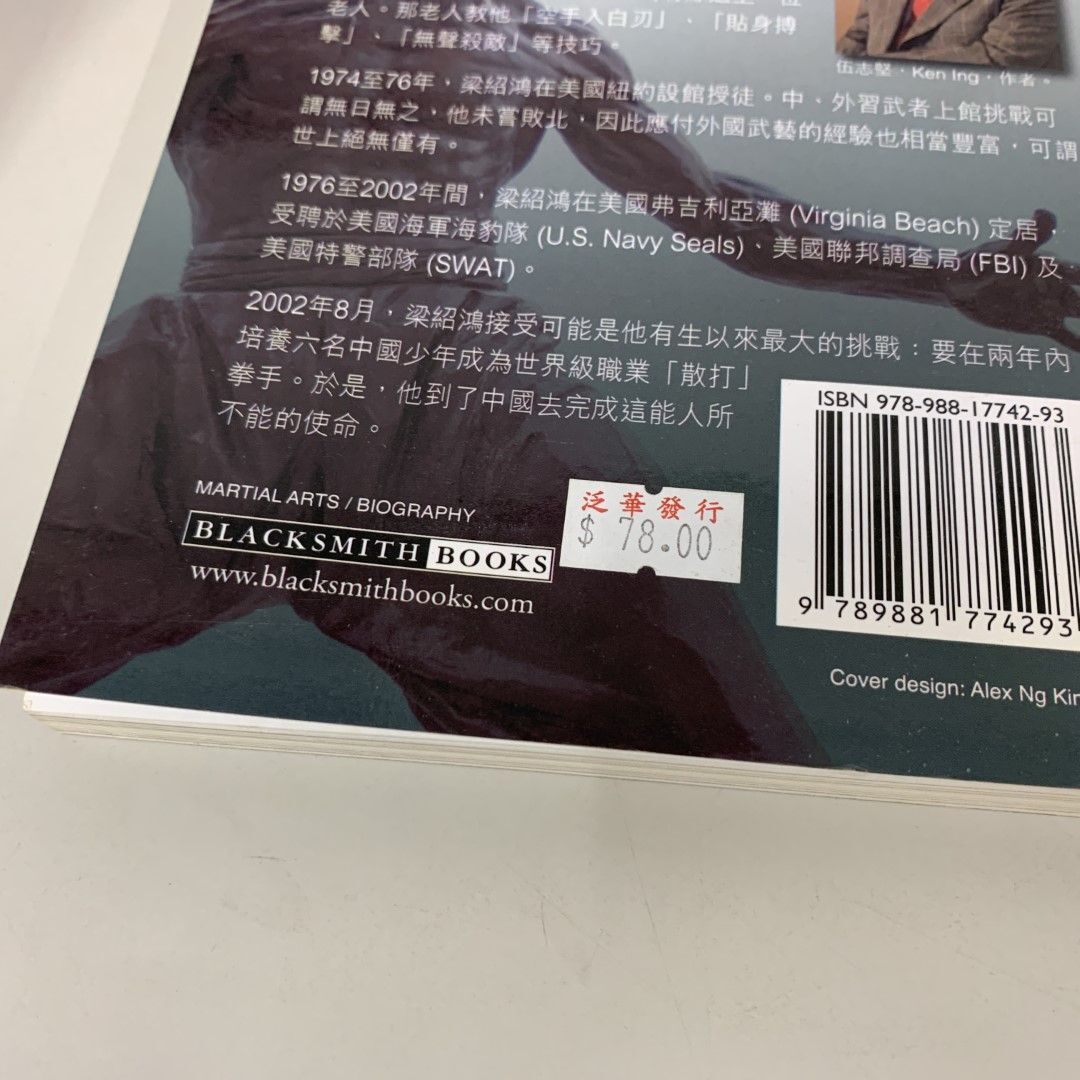 老人。那老人教他「空手入白刃」、「貼身搏
擊」、「無聲殺敵」等技巧。
伍志堅，Ken Ing，作者。
1974至76年，梁紹鴻在美國紐約設館授徒。中、外習武者上館挑戰可
謂無日無之，他未嘗敗北，因此應付外國武藝的經驗也相當豐富，可謂
世上絕無僅有。
1976至2002年間，梁紹鴻在美國弗吉利亞灘 (Virginia Beach) 定居，
受聘於美國海軍海豹隊 (U.S. Navy Seals)、美國聯邦調查局 (FBI) 及
美國特警部隊 (SWAT)。
2002年8月，梁紹鴻接受可能是他有生以來最大的挑戰：要在兩年內
培養六名中國少年成為世界級職業「散打」
拳手。於是，他到了中國去完成這能人所
不能的使命。
ISBN 978-988-17742-93
9 789881 774293
MARTIAL ARTS / BIOGRAPHY
BLACKSMITH BOOKS
www.blacksmithbooks.com
泛華發行
$ 78.00
Cover design: Alex Ng